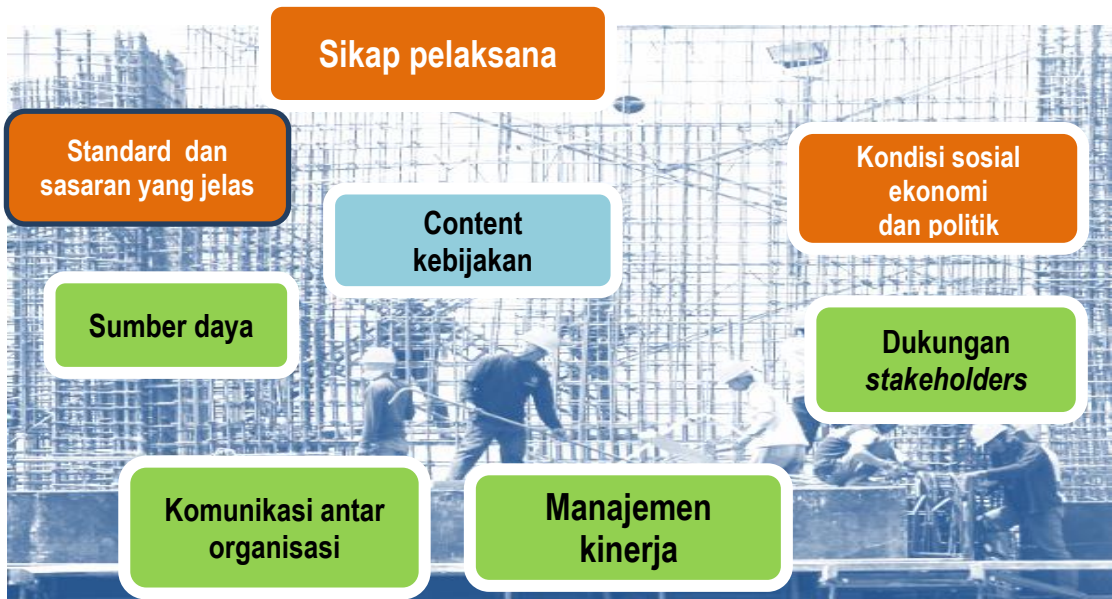 Sikap pelaksana
Standard dan
sasaran yang jelas
Kondisi sosial
ekonomi
dan politik
Content
kebijakan
Sumber daya
Dukungan
stakeholders
Komunikasi antar
organisasi
Manajemen
kinerja